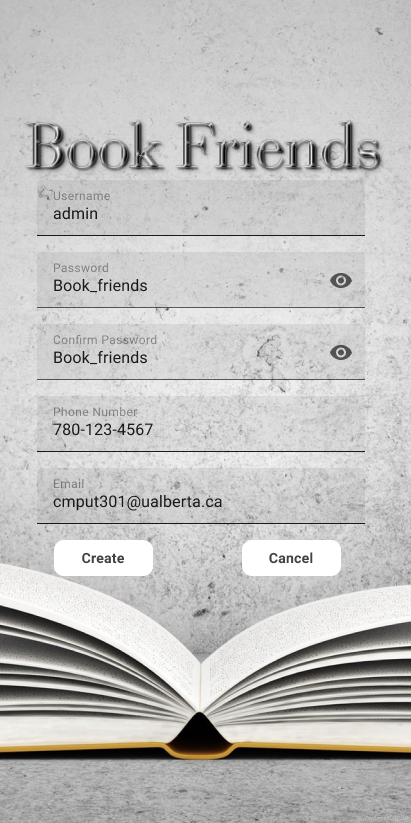 Book Friends
Username
admin
Password
Book_friends
Confirm Password
Book_friends
Phone Number
780-123-4567
Email
cmput301@ualberta.ca
Create
Cancel